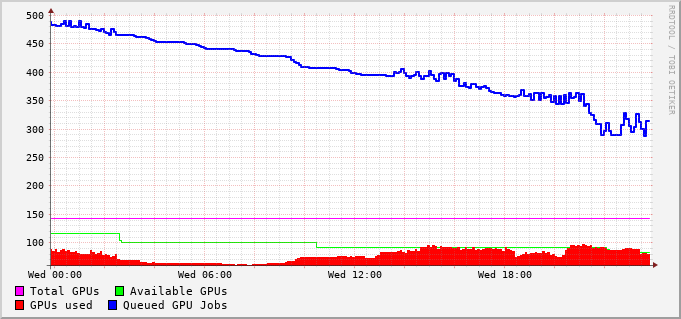 500
450
400
350
300
250
200
150
100
Wed 00:00 Wed 06:00 Wed 12:00 Wed 18:00
Total GPUs Available GPUs
GPUs used Queued GPU Jobs
RRDTOOL / TOBI OETIKER